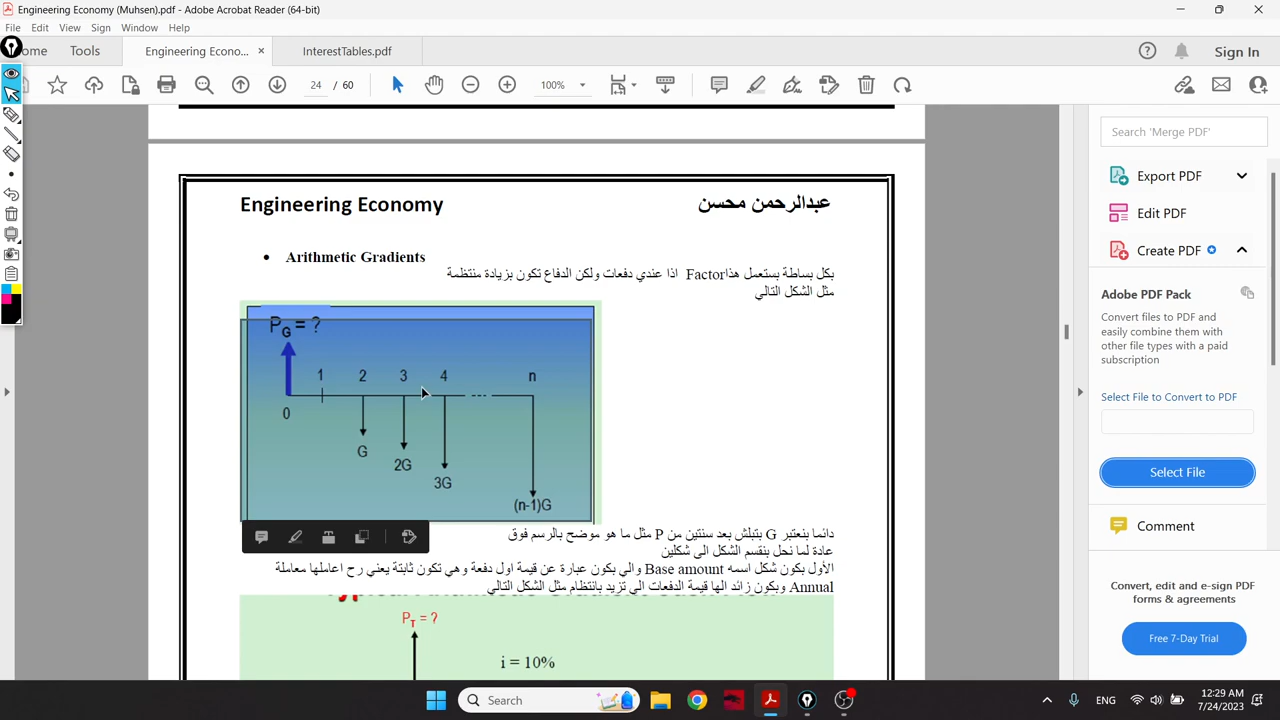 Engineering Economy (Muhsen).pdf - Adobe Acrobat Reader (64-bit)
File Edit View Sign Window Help
ome Tools Engineering Econo... × InterestTables.pdf Sign In
24 / 60 100%
Search 'Merge PDF'
Export PDF
Edit PDF
Create PDF
Adobe PDF Pack
Convert files to PDF and
easily combine them with
other file types with a paid
subscription
Select File to Convert to PDF
Select File
Comment
Convert, edit and e-sign PDF
forms & agreements
Free 7-Day Trial
Engineering Economy عبدالرحمن محسن
• Arithmetic Gradients
بكل بساطة بستعمل هذا Factor اذا عندي دفعات ولكن الدفاع تكون بزيادة منتظمة
مثل الشكل التالي
PG = ?
1 2 3 4 n
0
G
2G
3G
(n-1)G
دائما بنعتبر G بتبلش بعد سنتين من P مثل ما هو موضح بالرسم فوق
عادة لما نحل بنقسم الشكل الى شكلين
الأول بكون شكل اسمه Base amount والي بكون عبارة عن قيمة اول دفعة وهي تكون ثابتة يعني رح اعاملها معاملة
Annual وبكون زائد الها قيمة الدفعات الي تزيد بانتظام مثل الشكل التالي
PT = ?
i = 10%
Search
ENG
12:29 AM
7/24/2023